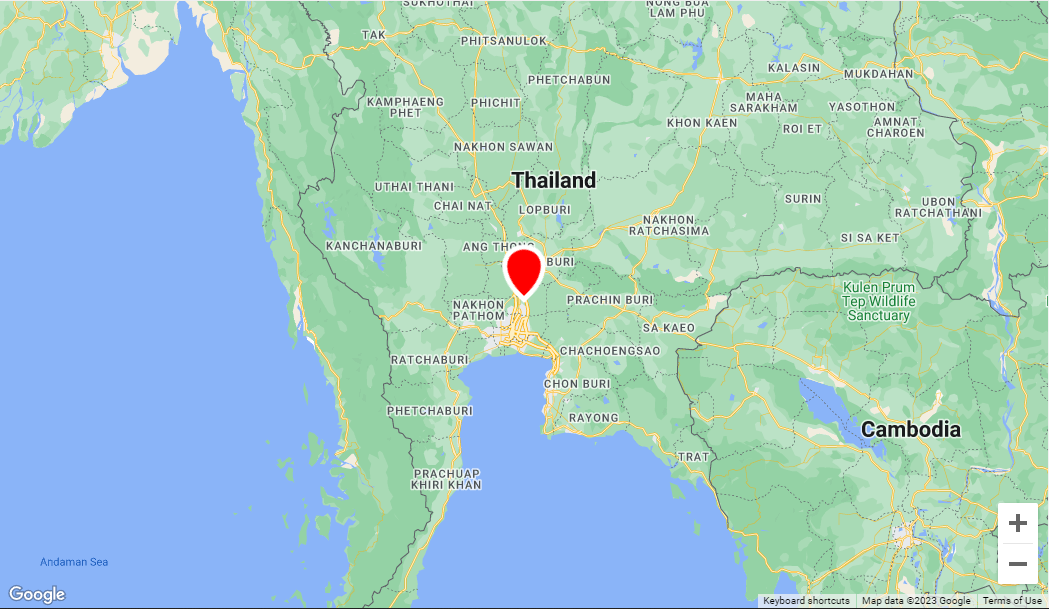 SUKHOTHAI
NONG BUA
LAM PHU
TAK
PHITSANULOK
KALASIN
MUKDAHAN
PHETCHABUN
KAMPHAENG
PHET
PHICHIT
MAHA
SARAKHAM
YASOTHON
KHON KAEN
ROI ET
AMNAT
CHAROEN
NAKHON SAWAN
Thailand
UTHAI THANI
CHAI NAT
LOPBURI
SURIN
UBON
RATCHATHANI
NAKHON
RATCHASIMA
SI SA KET
KANCHANABURI
ANG THONG
BURI
Kulen Prum
Tep Wildlife
Sanctuary
NAKHON
PATHOM
PRACHIN BURI
SA KAEO
RATCHABURI
CHACHOENGSAO
CHON BURI
PHETCHABURI
RAYONG
Cambodia
TRAT
PRACHUAP
KHIRI KHAN
Andaman Sea
Google
Keyboard shortcuts
Map data ©2023 Google
Terms of Use